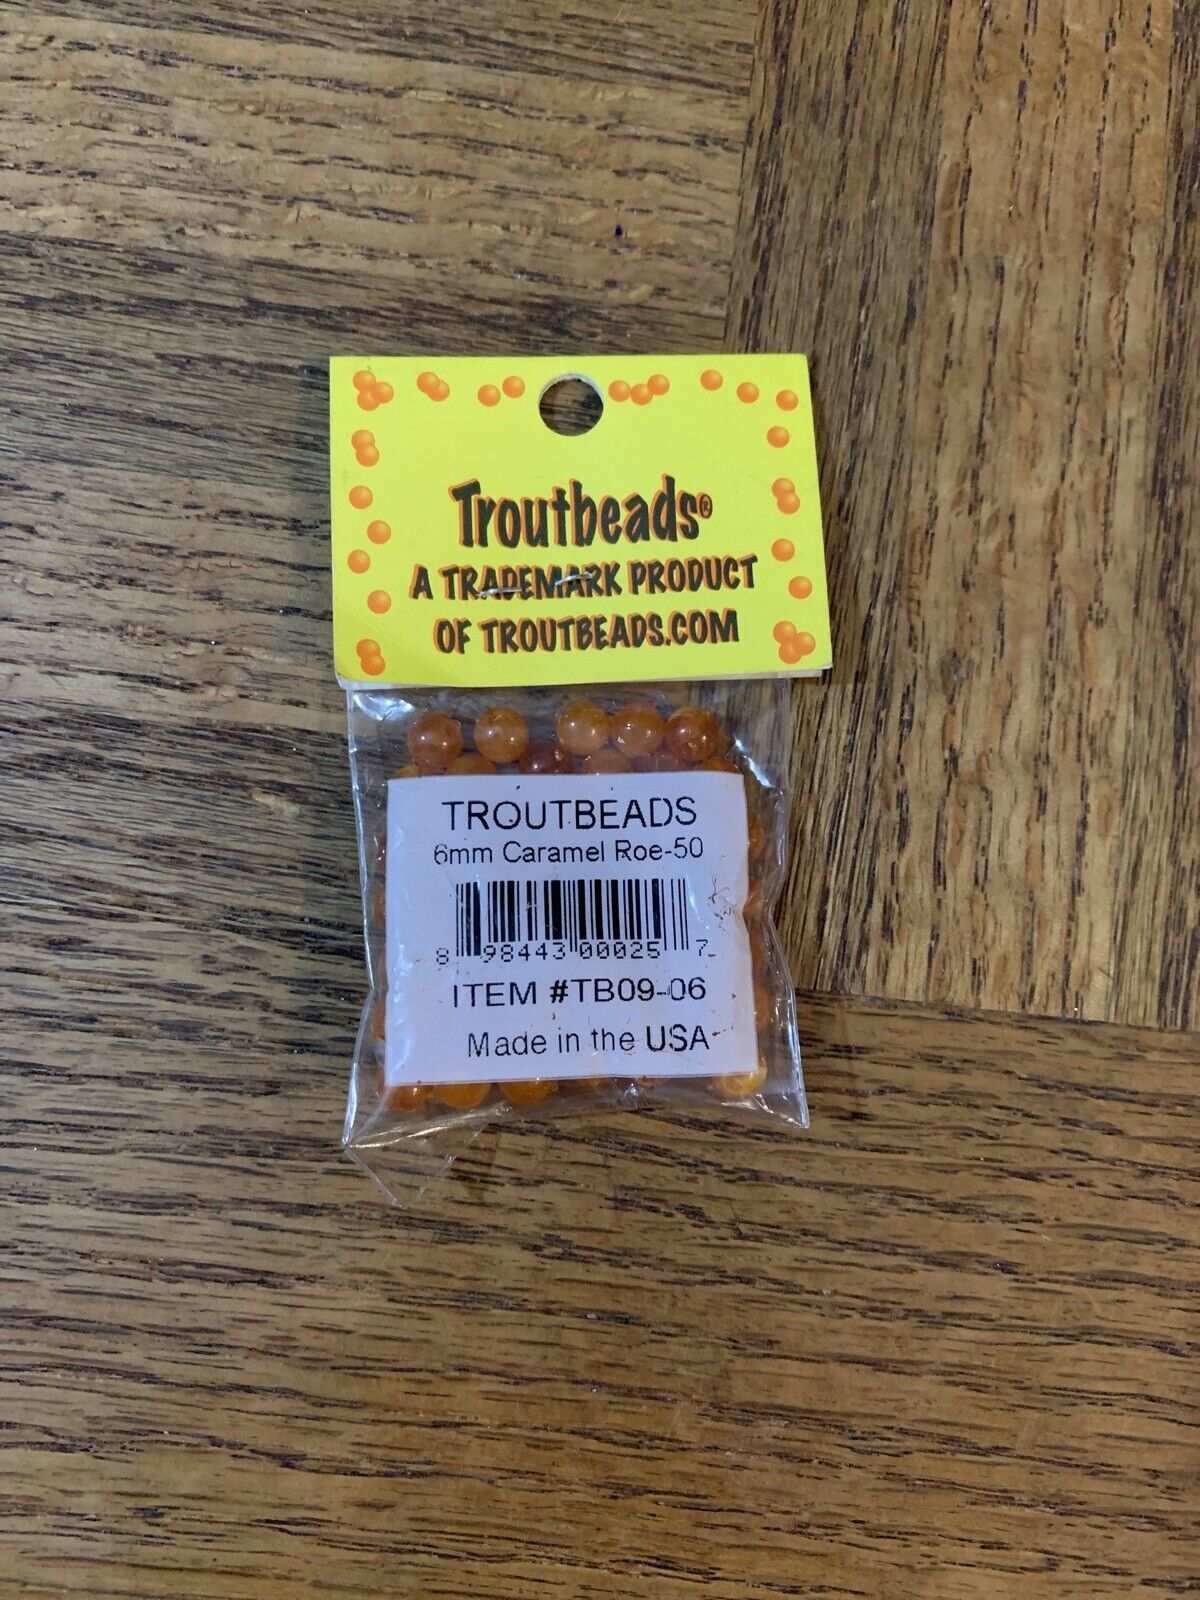 Troutbeads®
A TRADEMARK PRODUCT
OF TROUTBEADS.COM
TROUTBEADS
6mm Caramel Roe-50
8 98443 00025 7
ITEM #TB09-06
Made in the USA